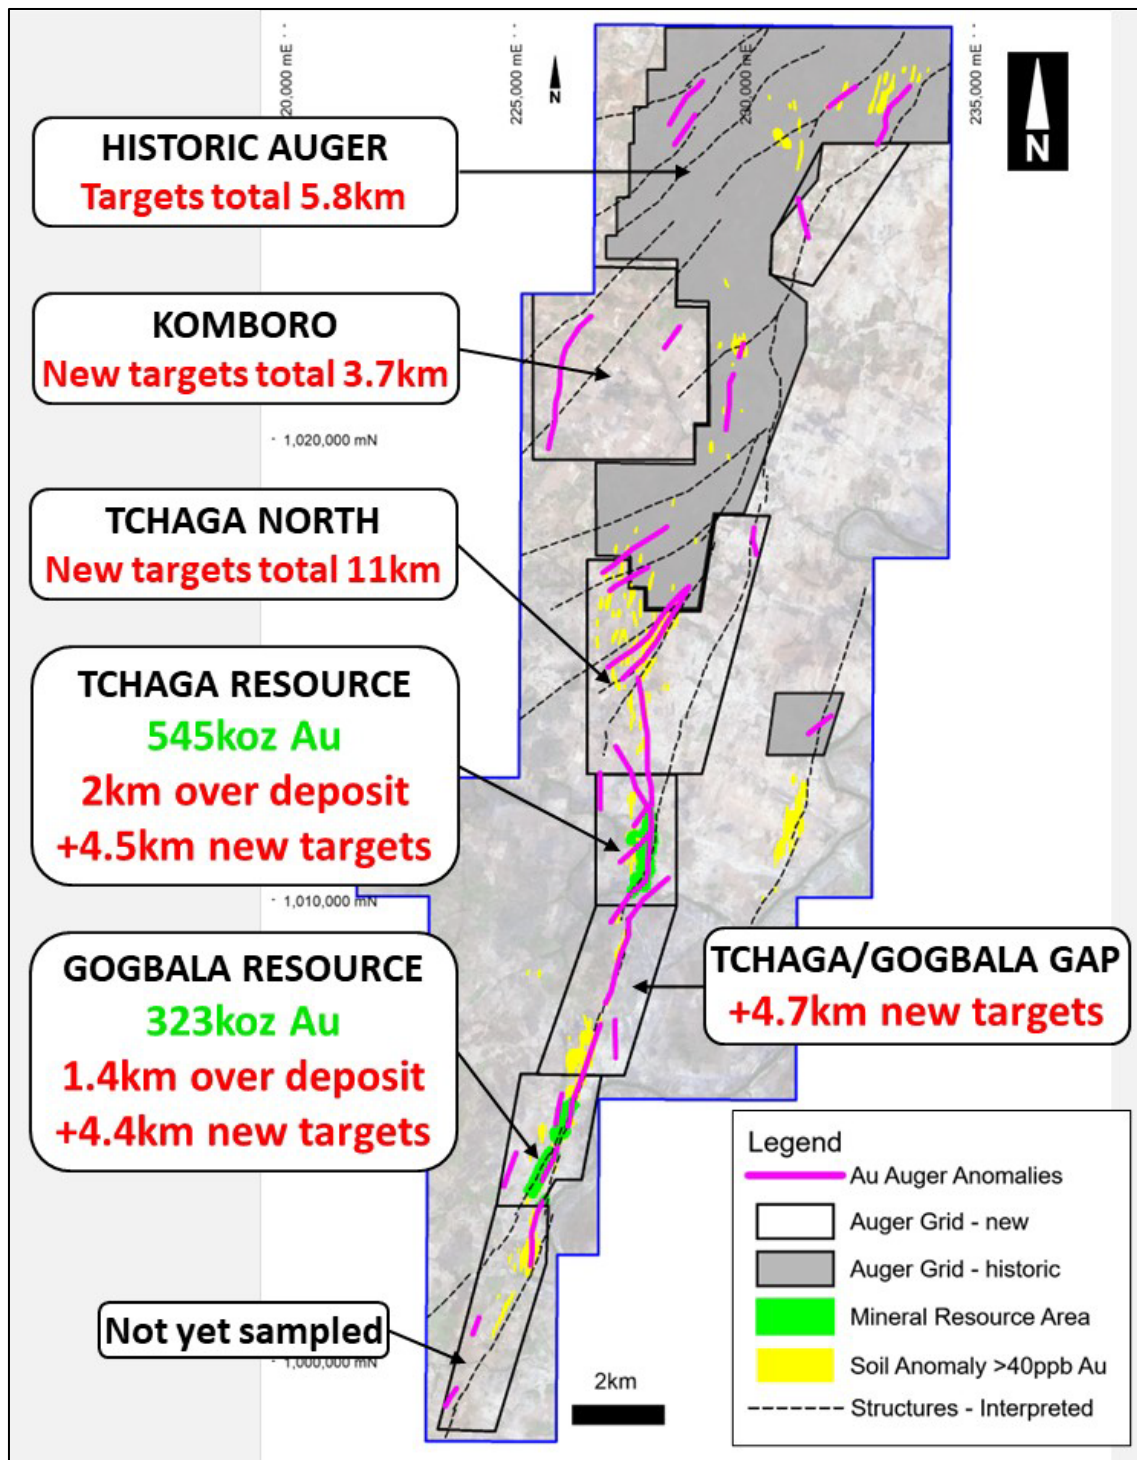 20,000 mE
225,000 mE
230,000 mE
235,000 mE
N
N
HISTORIC AUGER
Targets total 5.8km
KOMBORO
New targets total 3.7km
1,020,000 mN
TCHAGA NORTH
New targets total 11km
TCHAGA RESOURCE
545koz Au
2km over deposit
+4.5km new targets
1,010,000 mN
GOGBALA RESOURCE
323koz Au
1.4km over deposit
+4.4km new targets
TCHAGA/GOGBALA GAP
+4.7km new targets
Not yet sampled
1,000,000 mN
2km
Legend
Au Auger Anomalies
Auger Grid - new
Auger Grid - historic
Mineral Resource Area
Soil Anomaly >40ppb Au
Structures - Interpreted